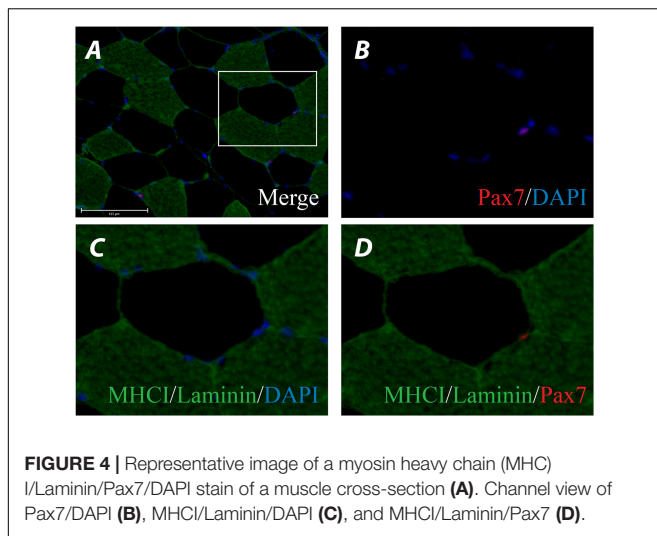 A
B
Merge
Pax7/DAPI
C
D
MHCI/Laminin/DAPI
MHCI/Laminin/Pax7
FIGURE 4 | Representative image of a myosin heavy chain (MHC)
I/Laminin/Pax7/DAPI stain of a muscle cross-section (A). Channel view of
Pax7/DAPI (B), MHCI/Laminin/DAPI (C), and MHCI/Laminin/Pax7 (D).